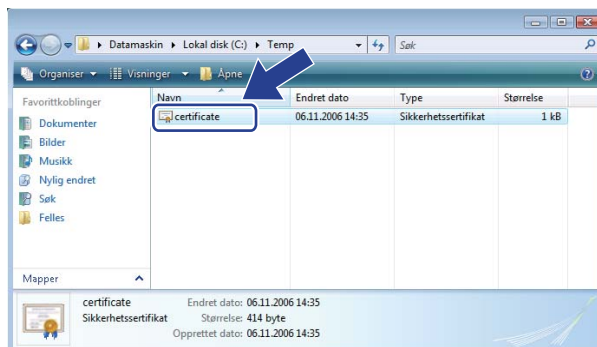 Datamaskin ▸ Lokal disk (C:) ▸ Temp
Søk
Organiser
Visninger
Åpne
Favorittkoblinger
Dokumenter
Bilder
Musikk
Nylig endret
Søk
Felles
Mapper
Navn Endret dato Type Størrelse
certificate 06.11.2006 14:35 Sikkerhetssertifikat 1 kB
certificate Endret dato: 06.11.2006 14:35
Sikkerhetssertifikat Størrelse: 414 byte
Opprettet dato: 06.11.2006 14:35